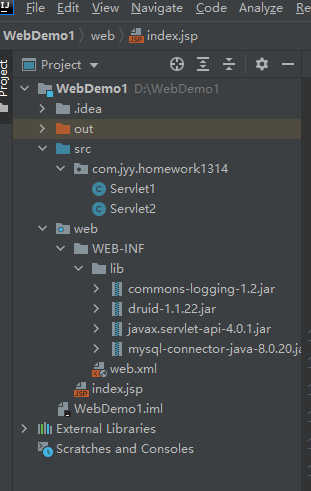 File Edit View Navigate Code Analyze R
WebDemo1 web index.jsp
Project
Project
WebDemo1 D:\WebDemo1
.idea
out
src
com.jyy.homework1314
Servlet1
Servlet2
web
WEB-INF
lib
commons-logging-1.2.jar
druid-1.1.22.jar
javax.servlet-api-4.0.1.jar
mysql-connector-java-8.0.20.ja
web.xml
index.jsp
WebDemo1.iml
External Libraries
Scratches and Consoles